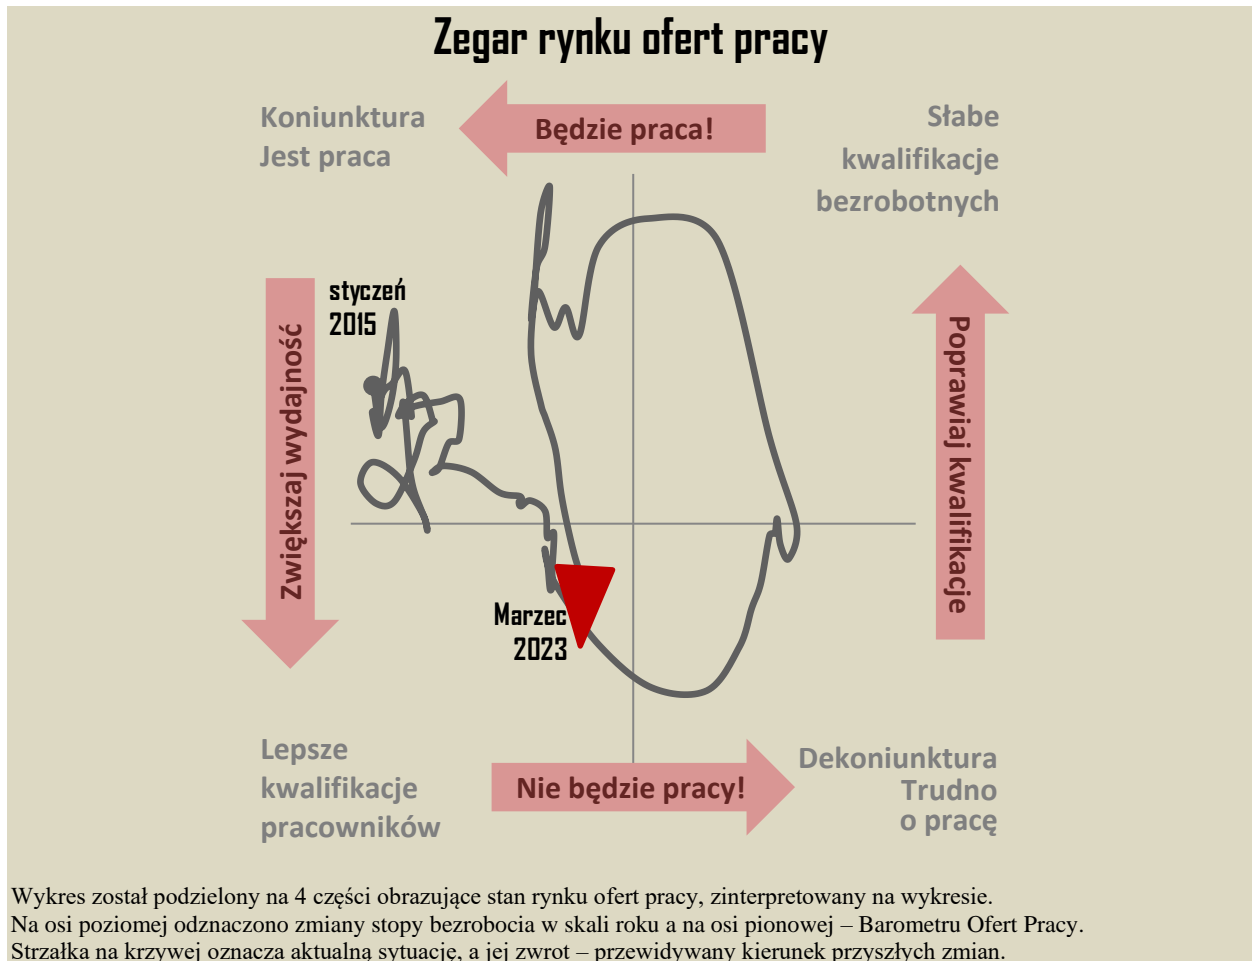 Zegar rynku ofert pracy
Koniunktura
Jest praca
Będzie praca!
Słabe
kwalifikacje
bezrobotnych
styczeń
2015
Zwiększaj wydajność
Poprawiaj kwalifikacje
Marzec
2023
Lepsze
kwalifikacje
pracowników
Nie będzie pracy!
Dekoniunktura
Trudno
o pracę
Wykres został podzielony na 4 części obrazujące stan rynku ofert pracy, zinterpretowany na wykresie.
Na osi poziomej odznaczono zmiany stopy bezrobocia w skali roku a na osi pionowej – Barometru Ofert Pracy.
Strzałka na krzywej oznacza aktualną sytuację, a jej zwrot – przewidywany kierunek przyszłych zmian.